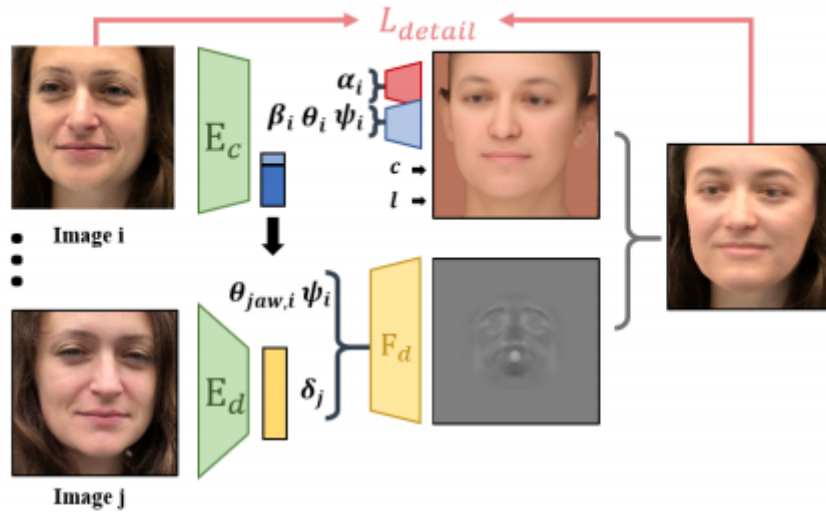 L_detail
E_c
α_i
β_i θ_i ψ_i
c
l
Image i
θ_jaw,i ψ_i
E_d
δ_j
F_d
Image j